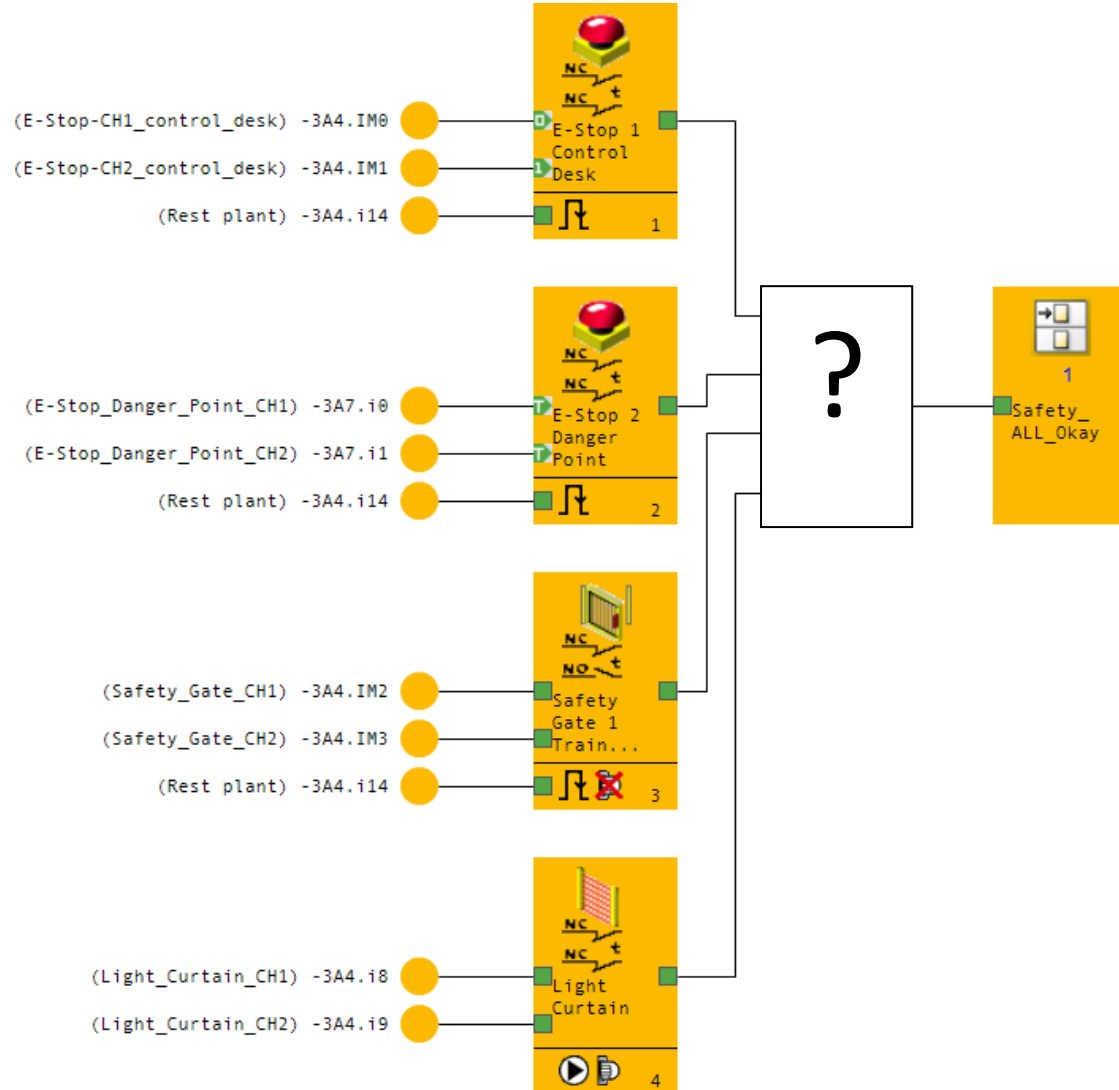 NC
NC t
(E-Stop-CH1_control_desk) -3A4.IM0
0
E-Stop 1
Control
Desk
(E-Stop-CH2_control_desk) -3A4.IM1
1
(Rest plant) -3A4.i14
1
NC
NC t
(E-Stop_Danger_Point_CH1) -3A7.i0
T
E-Stop 2
Danger
Point
(E-Stop_Danger_Point_CH2) -3A7.i1
T
(Rest plant) -3A4.i14
2
?
1
Safety_
ALL_Okay
NC
NO t
(Safety_Gate_CH1) -3A4.IM2
Safety
Gate 1
Train...
(Safety_Gate_CH2) -3A4.IM3
(Rest plant) -3A4.i14
3
NC
NC t
(Light_Curtain_CH1) -3A4.i8
Light
Curtain
(Light_Curtain_CH2) -3A4.i9
4